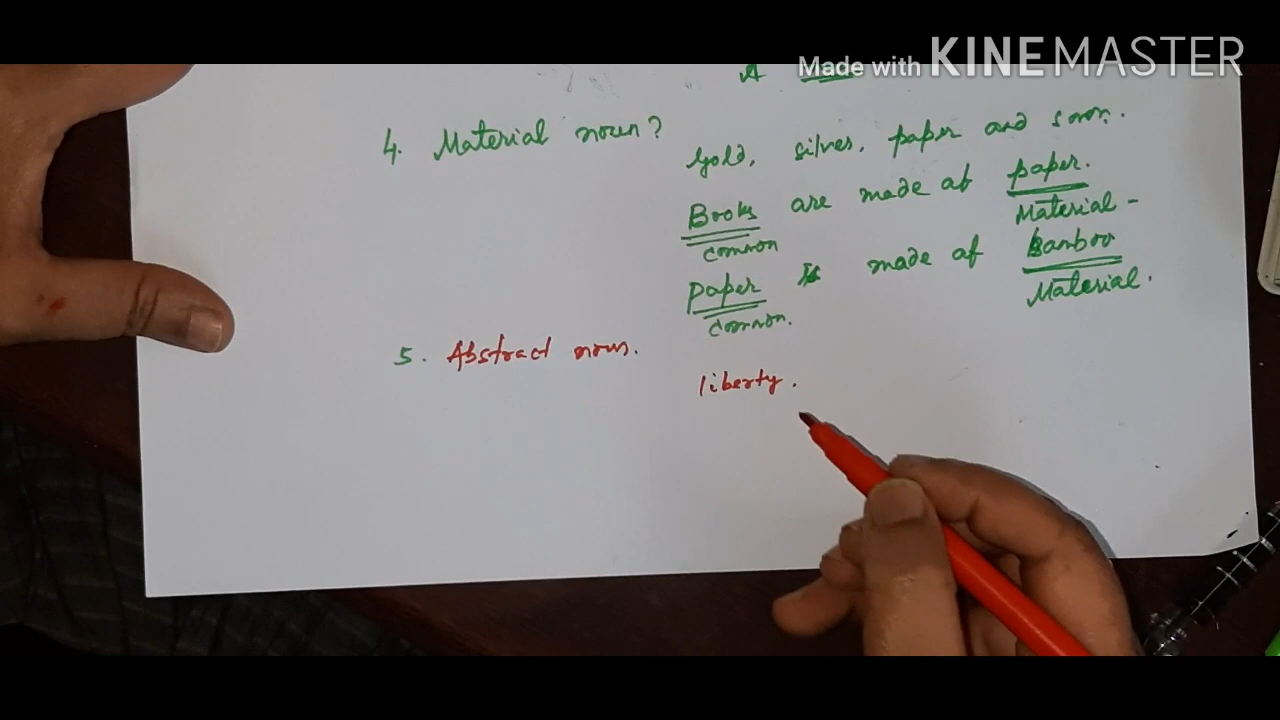 Made with KINEMASTER
A
4. Material noun?
Gold, silver, paper and soon.
Books are made of paper.
common Material -
paper is made of Bamboo
common. Material.
5. Abstract noun.
liberty.